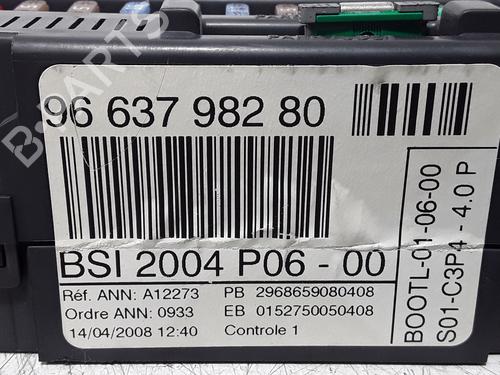 96 637 982 80
BSI 2004 P06 - 00
Réf. ANN: A12273 PB 2968659080408
Ordre ANN: 0933 EB 0152750050408
14/04/2008 12:40 Controle 1
BOOTL-01-06-00
S01-C3P4 - 4.0 P
B-PARTS